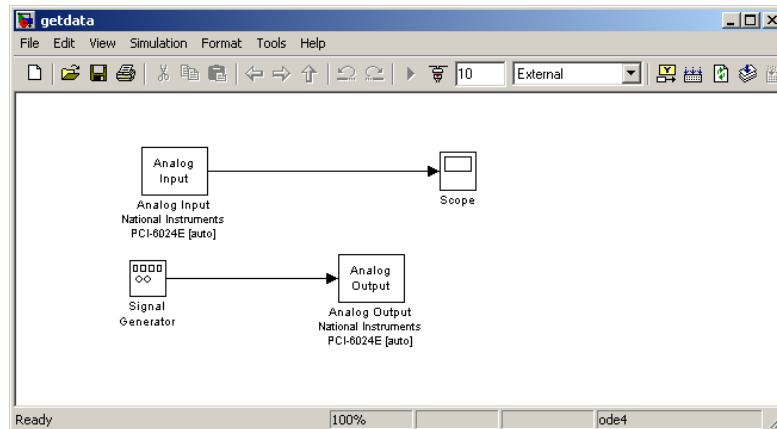 getdata
File Edit View Simulation Format Tools Help
10 External
Analog
Input
Analog Input
National Instruments
PCI-6024E [auto]
Scope
Signal
Generator
Analog
Output
Analog Output
National Instruments
PCI-6024E [auto]
Ready 100% ode4